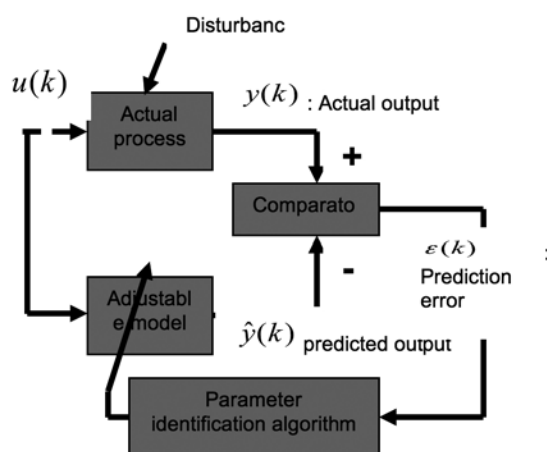 Disturbanc
u(k)
y(k) : Actual output
Actual
process
+
Comparato
ε(k)
:
Prediction
error
-
Adjustabl
e model
ŷ(k) predicted output
Parameter
identification algorithm